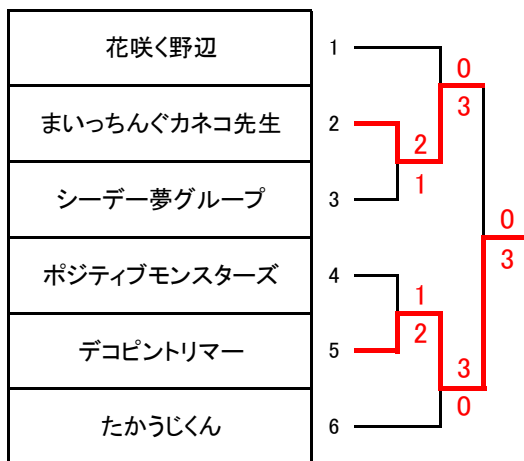 花咲く野辺 1
0
3
まいっちんぐカネコ先生 2
2
1
シーデー夢グループ 3
0
3
ポジティブモンスターズ 4
1
2
デコピントリマー 5
3
0
たかうじくん 6